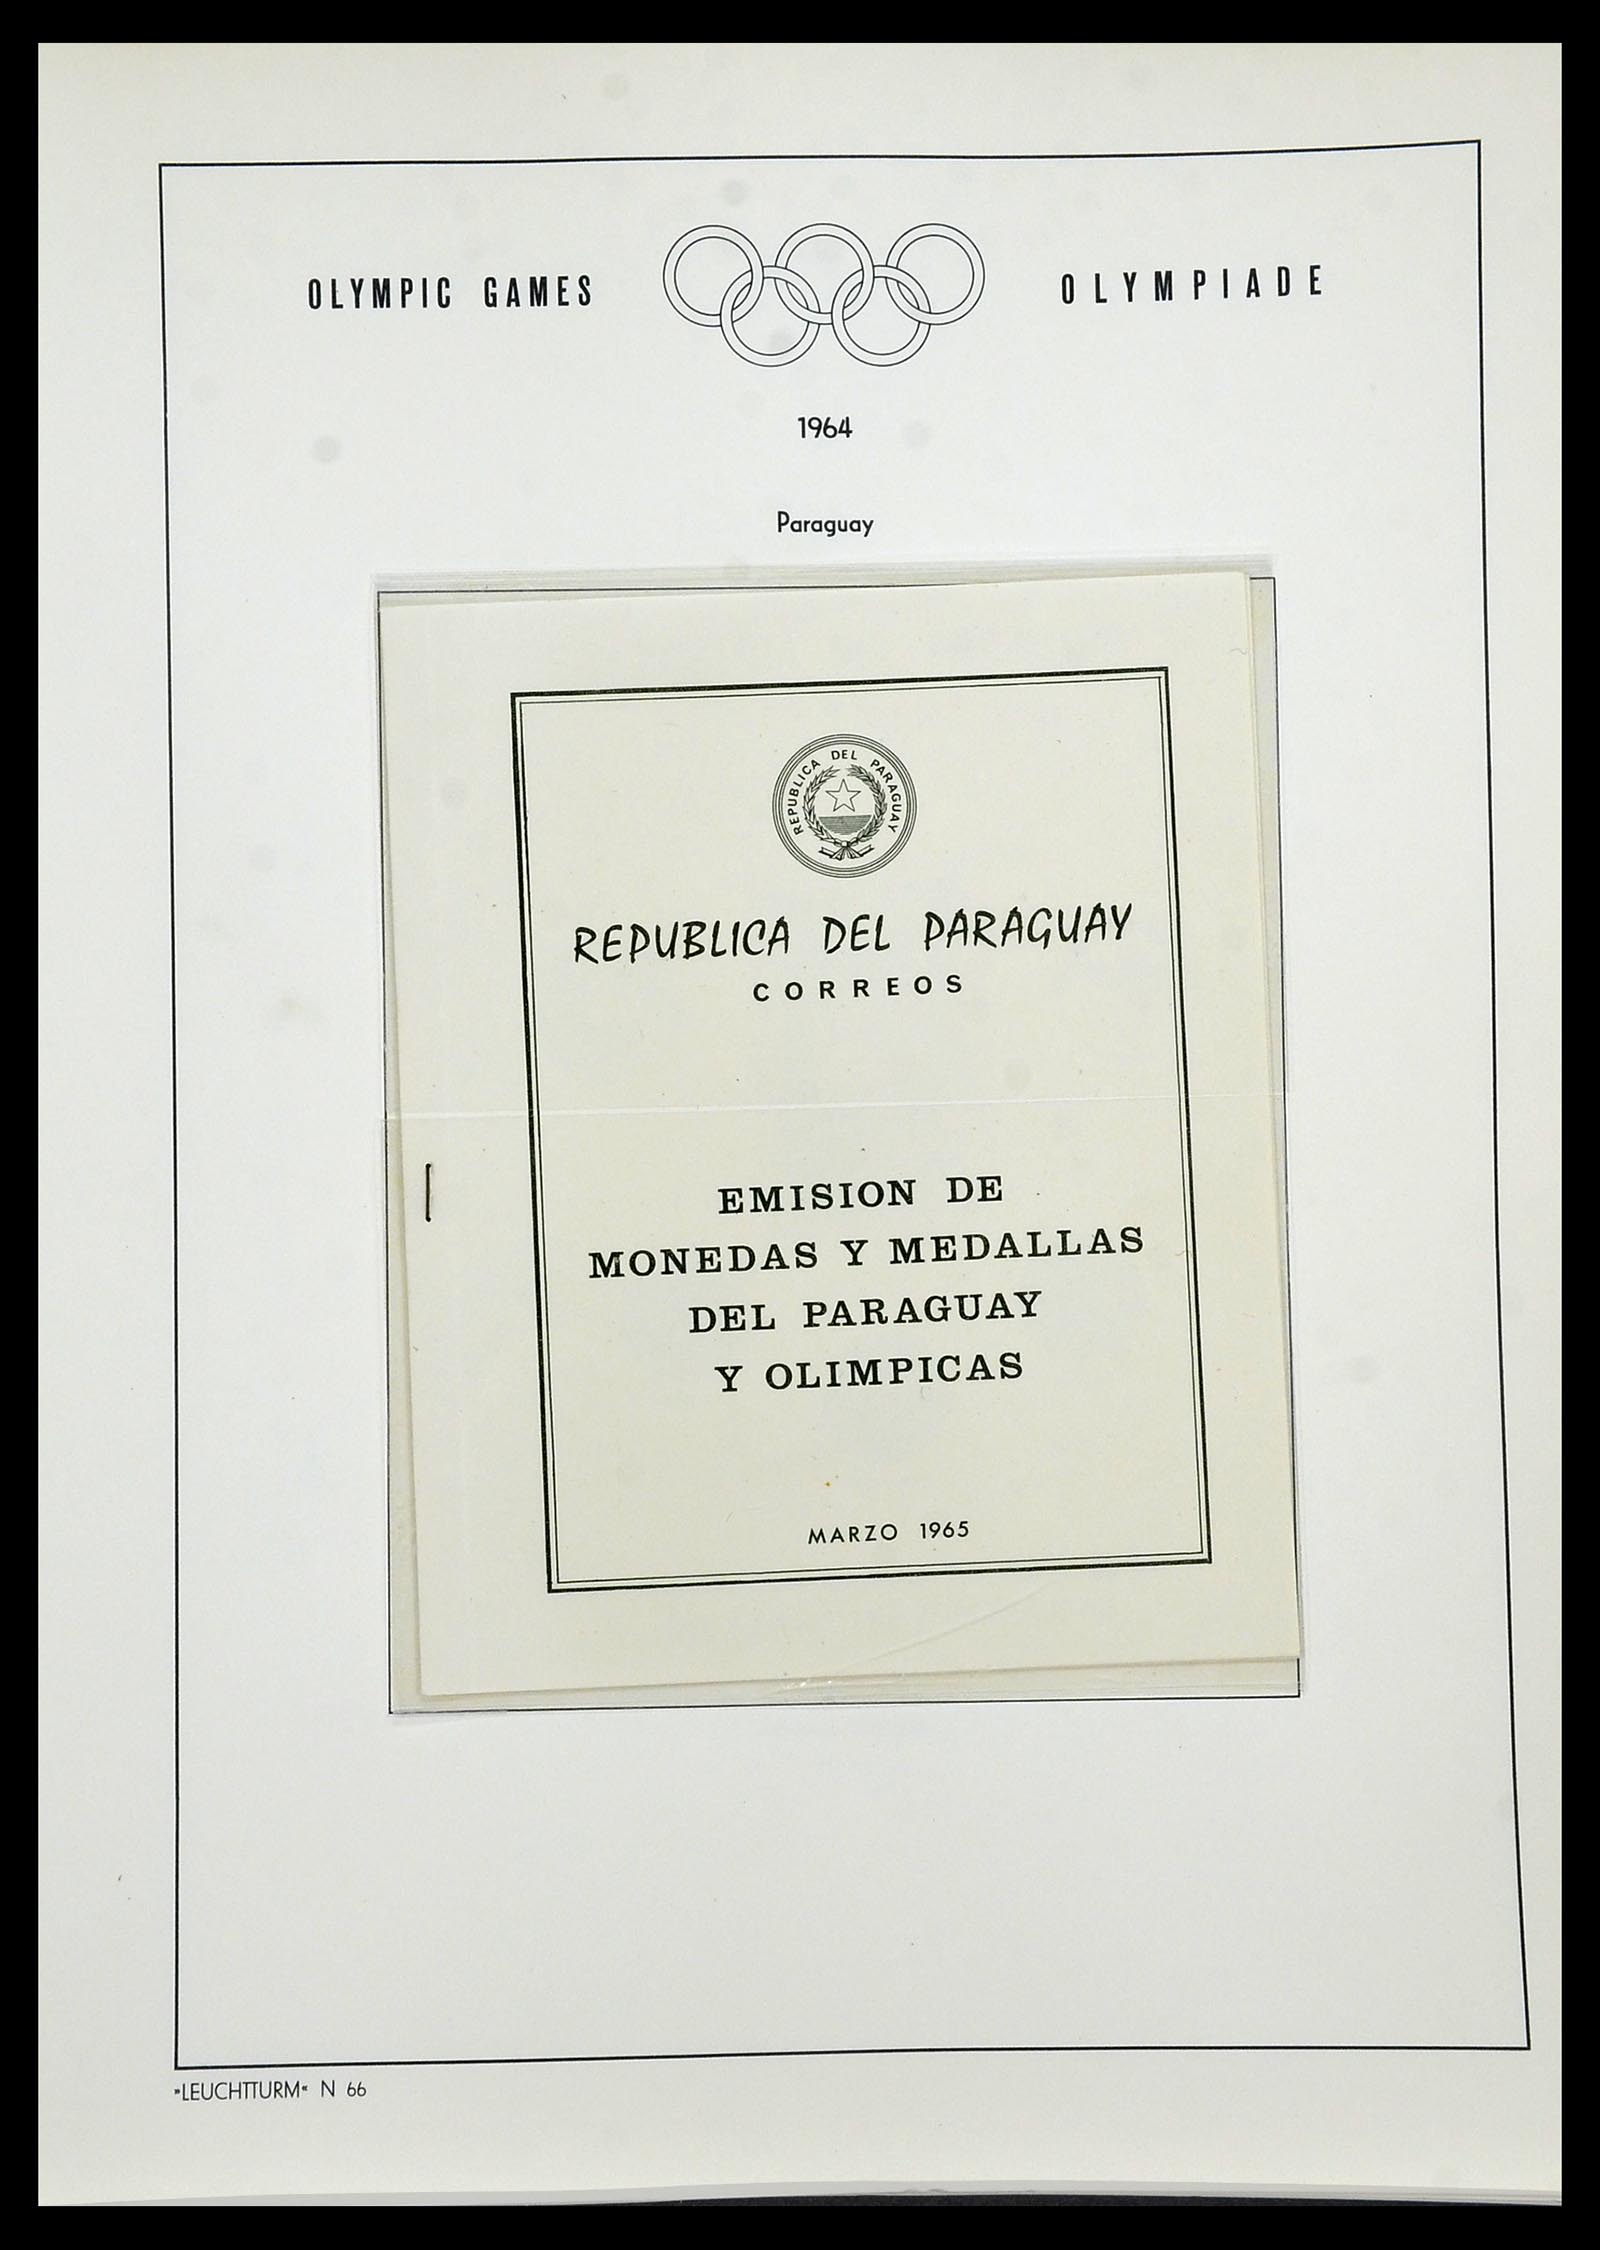 OLYMPIC GAMES
OLYMPIADE
1964
Paraguay
REPUBLICA DEL PARAGUAY
REPUBLICA DEL PARAGUAY
CORREOS
EMISION DE
MONEDAS Y MEDALLAS
DEL PARAGUAY
Y OLIMPICAS
MARZO 1965
»LEUCHTTURM« N 66